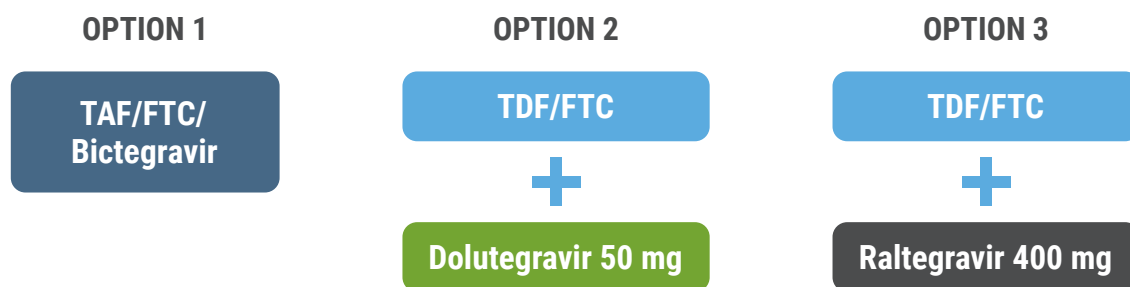 OPTION 1
TAF/FTC/
Bictegravir
OPTION 2
TDF/FTC
Dolutegravir 50 mg
OPTION 3
TDF/FTC
Raltegravir 400 mg